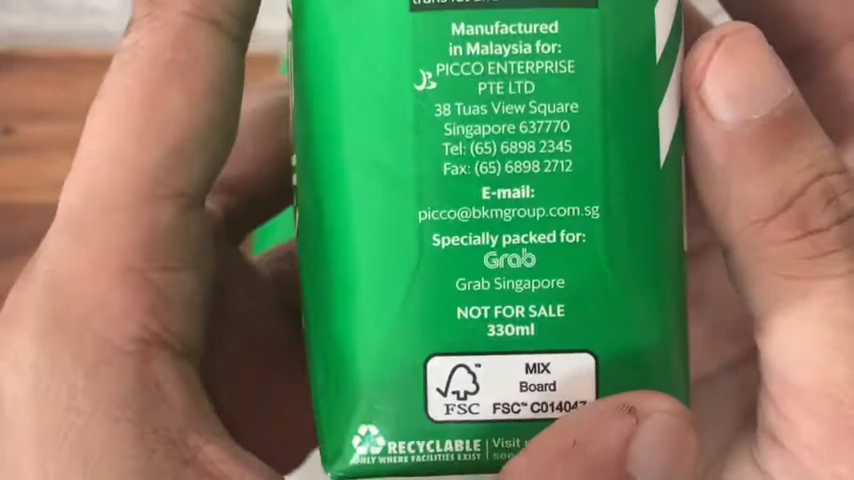 Manufactured
in Malaysia for:
PICCO ENTERPRISE
PTE LTD
38 Tuas View Square
Singapore 637770
Tel: (65) 6898 2345
Fax: (65) 6898 2712
E-mail:
picco@bkmgroup.com.sg
Specially packed for:
Grab
Grab Singapore
NOT FOR SALE
330ml
MIX
Board
FSC FSC™ C014047
RECYCLABLE
ONLY WHERE FACILITIES EXIST
Visit